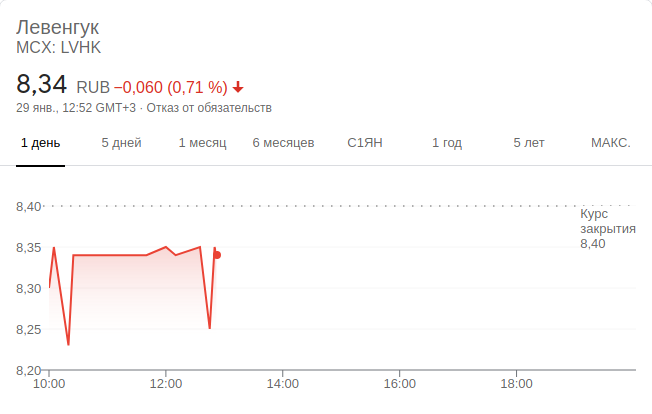 Левенгук
MCX: LVHK
8,34 RUB −0,060 (0,71 %)
29 янв., 12:52 GMT+3 · Отказ от обязательств
1 день 5 дней 1 месяц 6 месяцев С1ЯН 1 год 5 лет МАКС.
8,40
Курс
закрытия
8,40
8,35
8,30
8,25
8,20
10:00 12:00 14:00 16:00 18:00